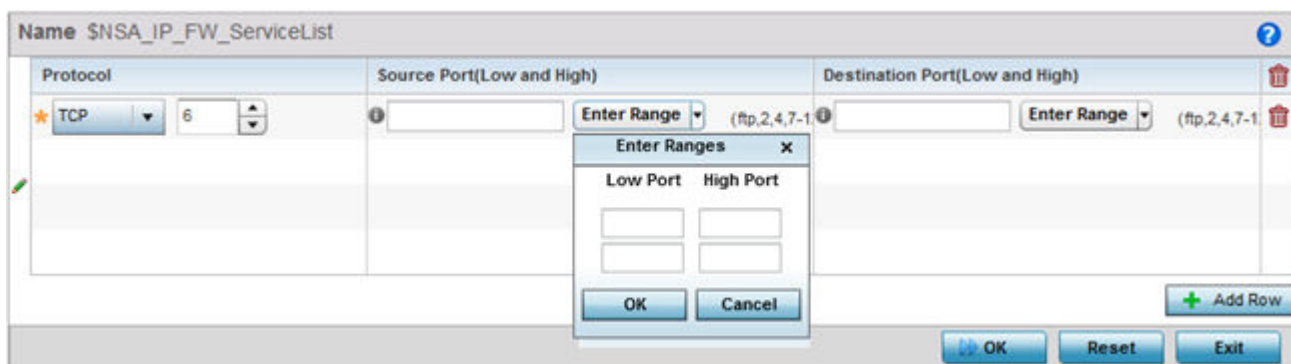 Name $NSA_IP_FW_ServiceList
Protocol Source Port(Low and High) Destination Port(Low and High)
TCP 6 Enter Range (ftp,2,4,7-1 Enter Range (ftp,2,4,7-1
Enter Ranges x
Low Port High Port
OK Cancel
Add Row
OK Reset Exit